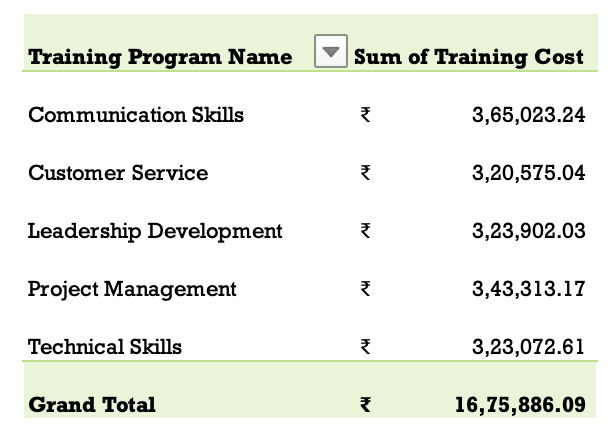 Training Program Name Sum of Training Cost
Communication Skills ₹ 3,65,023.24
Customer Service ₹ 3,20,575.04
Leadership Development ₹ 3,23,902.03
Project Management ₹ 3,43,313.17
Technical Skills ₹ 3,23,072.61
Grand Total ₹ 16,75,886.09